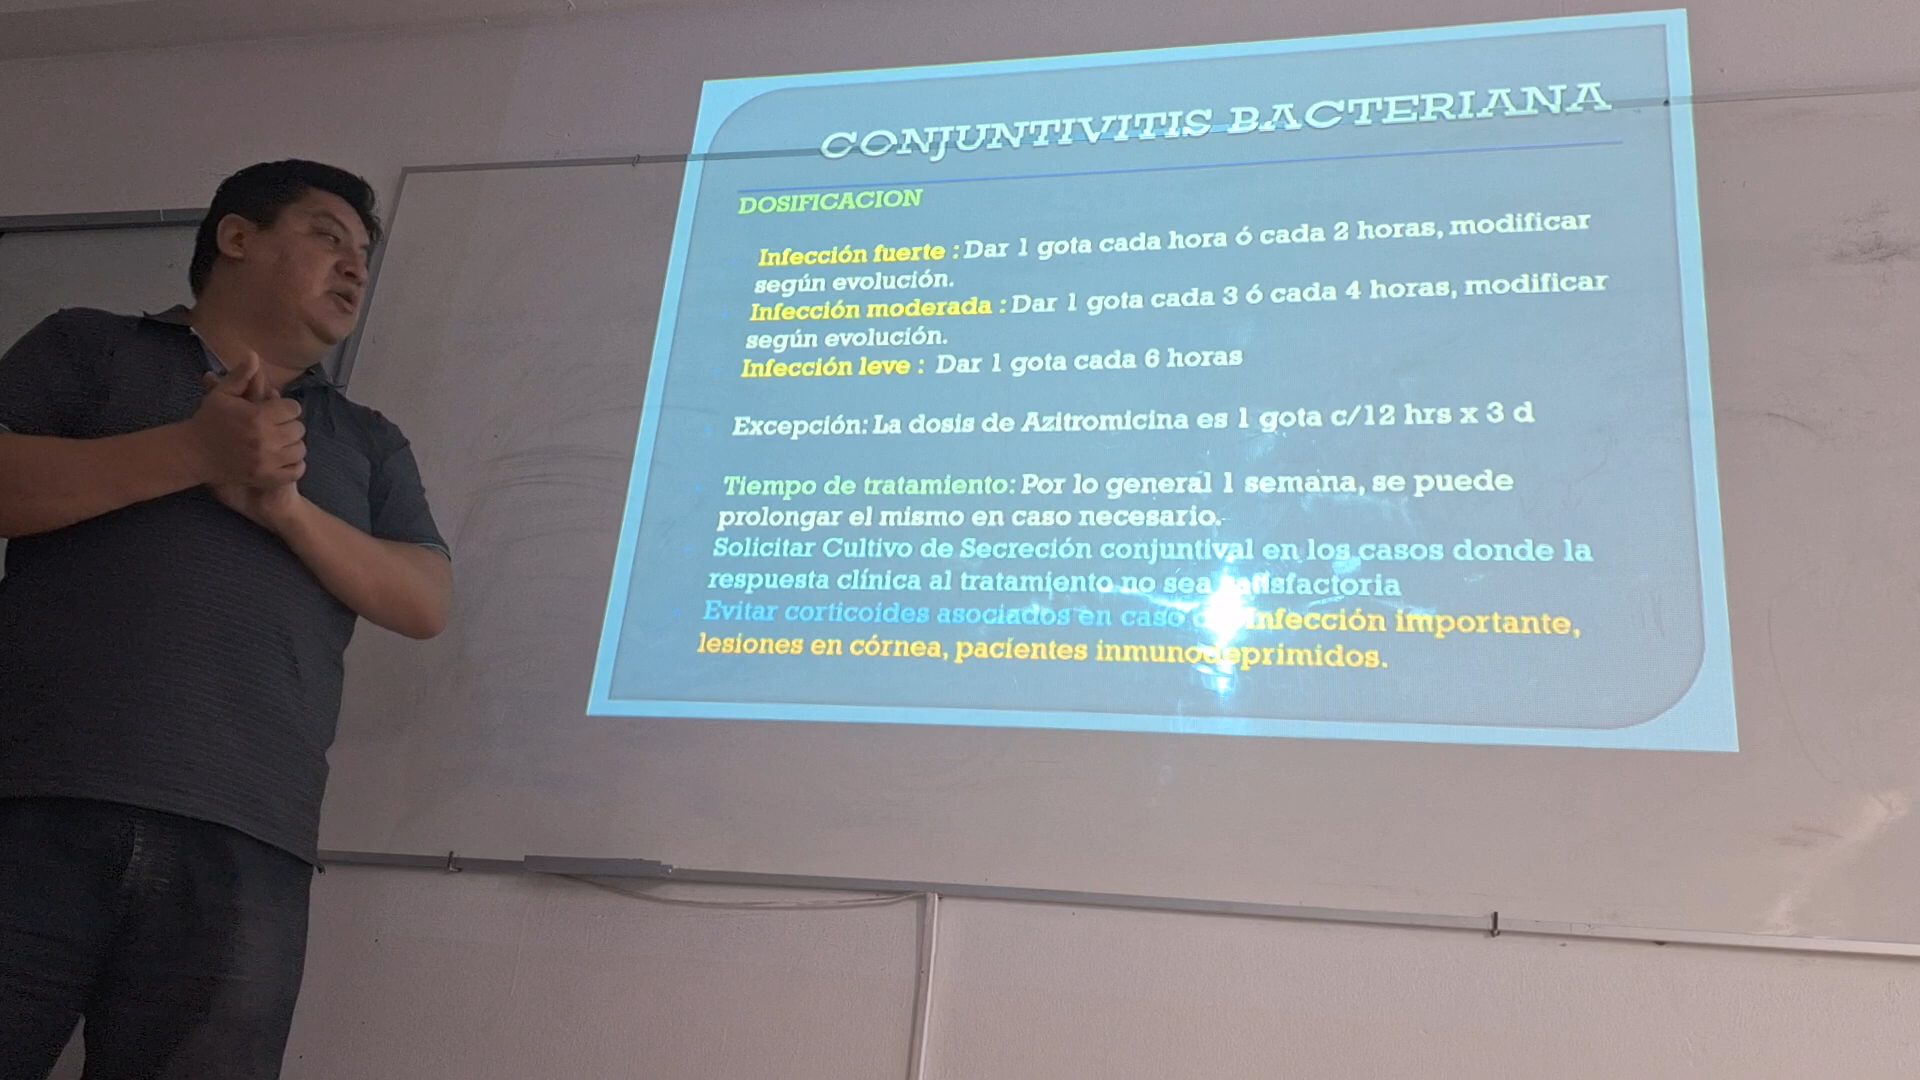 CONJUNTIVITIS BACTERIANA
DOSIFICACION
Infección fuerte : Dar 1 gota cada hora ó cada 2 horas, modificar
según evolución.
Infección moderada : Dar 1 gota cada 3 ó cada 4 horas, modificar
según evolución.
Infección leve : Dar 1 gota cada 6 horas
Excepción: La dosis de Azitromicina es 1 gota c/12 hrs x 3 d
Tiempo de tratamiento: Por lo general 1 semana, se puede
prolongar el mismo en caso necesario.
Solicitar Cultivo de Secreción conjuntival en los casos donde la
respuesta clínica al tratamiento no sea satisfactoria
Evitar corticoides asociados en caso infección importante,
lesiones en córnea, pacientes inmunodeprimidos.